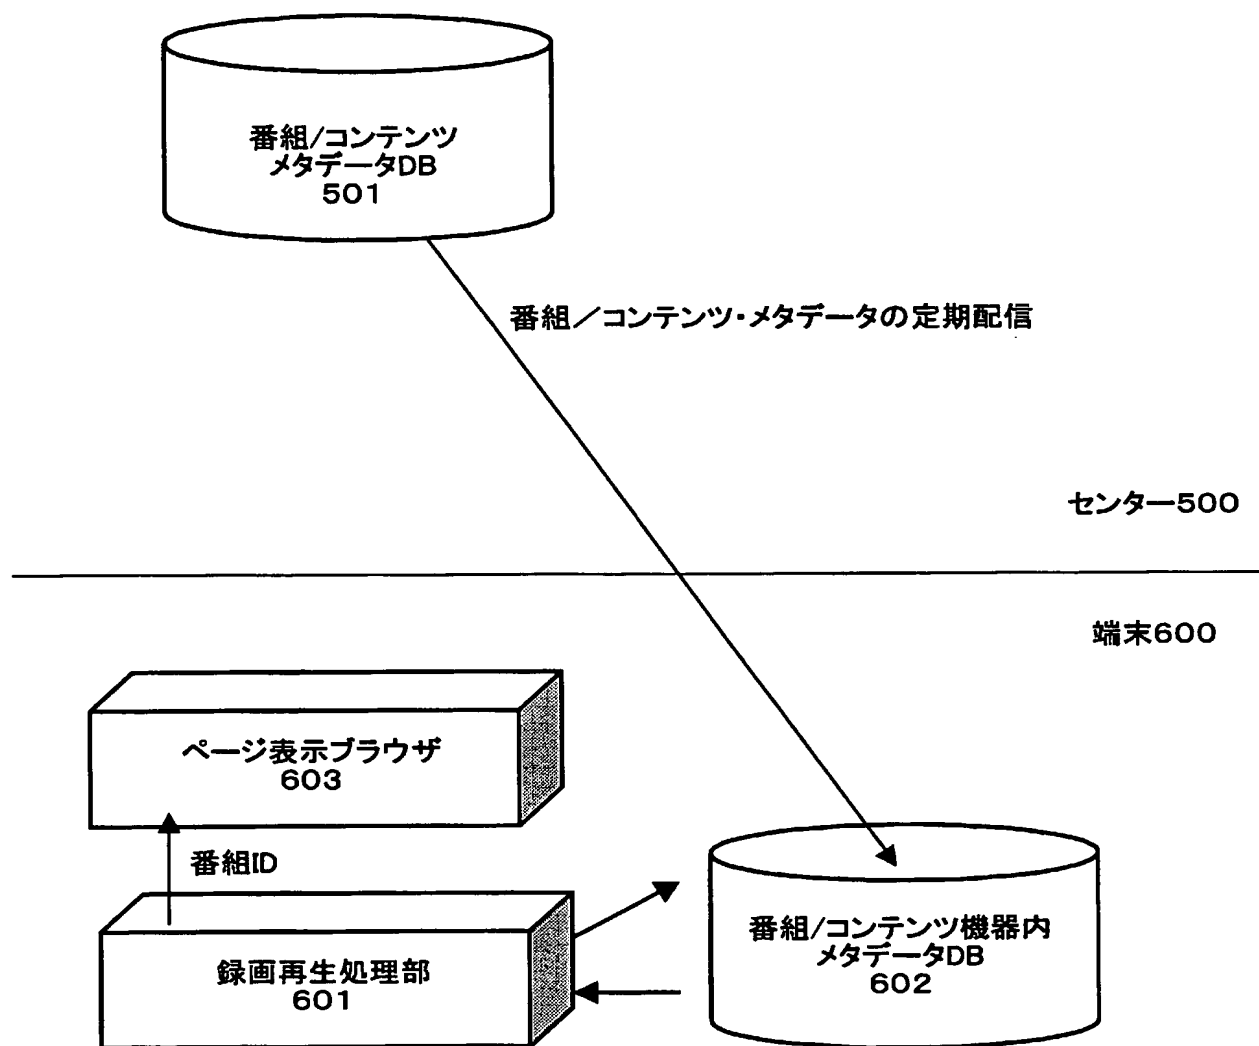 番組/コンテンツ
メタデータDB
501
番組／コンテンツ・メタデータの定期配信
センター500
端末600
ページ表示ブラウザ
603
番組ID
録画再生処理部
601
番組/コンテンツ機器内
メタデータDB
602